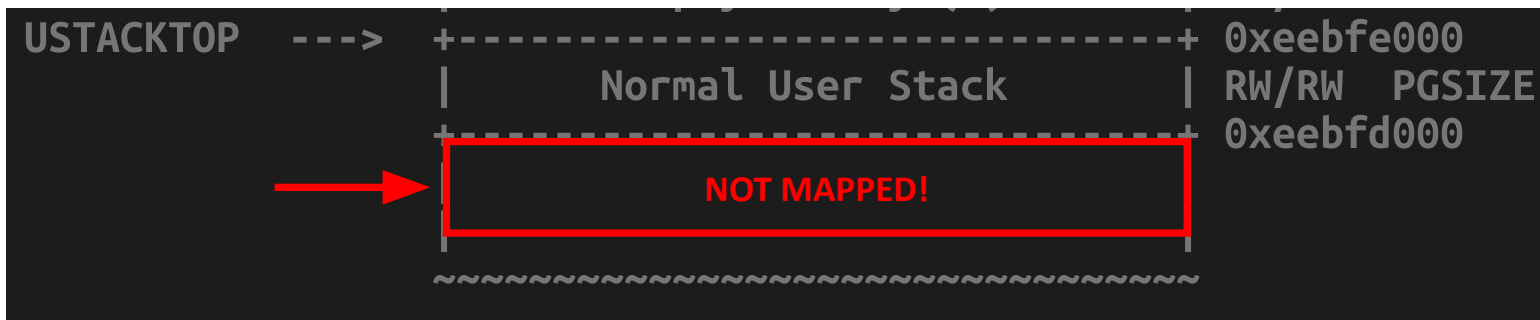 USTACKTOP ---> +------------------------------+ 0xeebfe000
| Normal User Stack | RW/RW PGSIZE
+------------------------------+ 0xeebfd000
NOT MAPPED!
~~~~~~~~~~~~~~~~~~~~~~~~~~~~~~~~